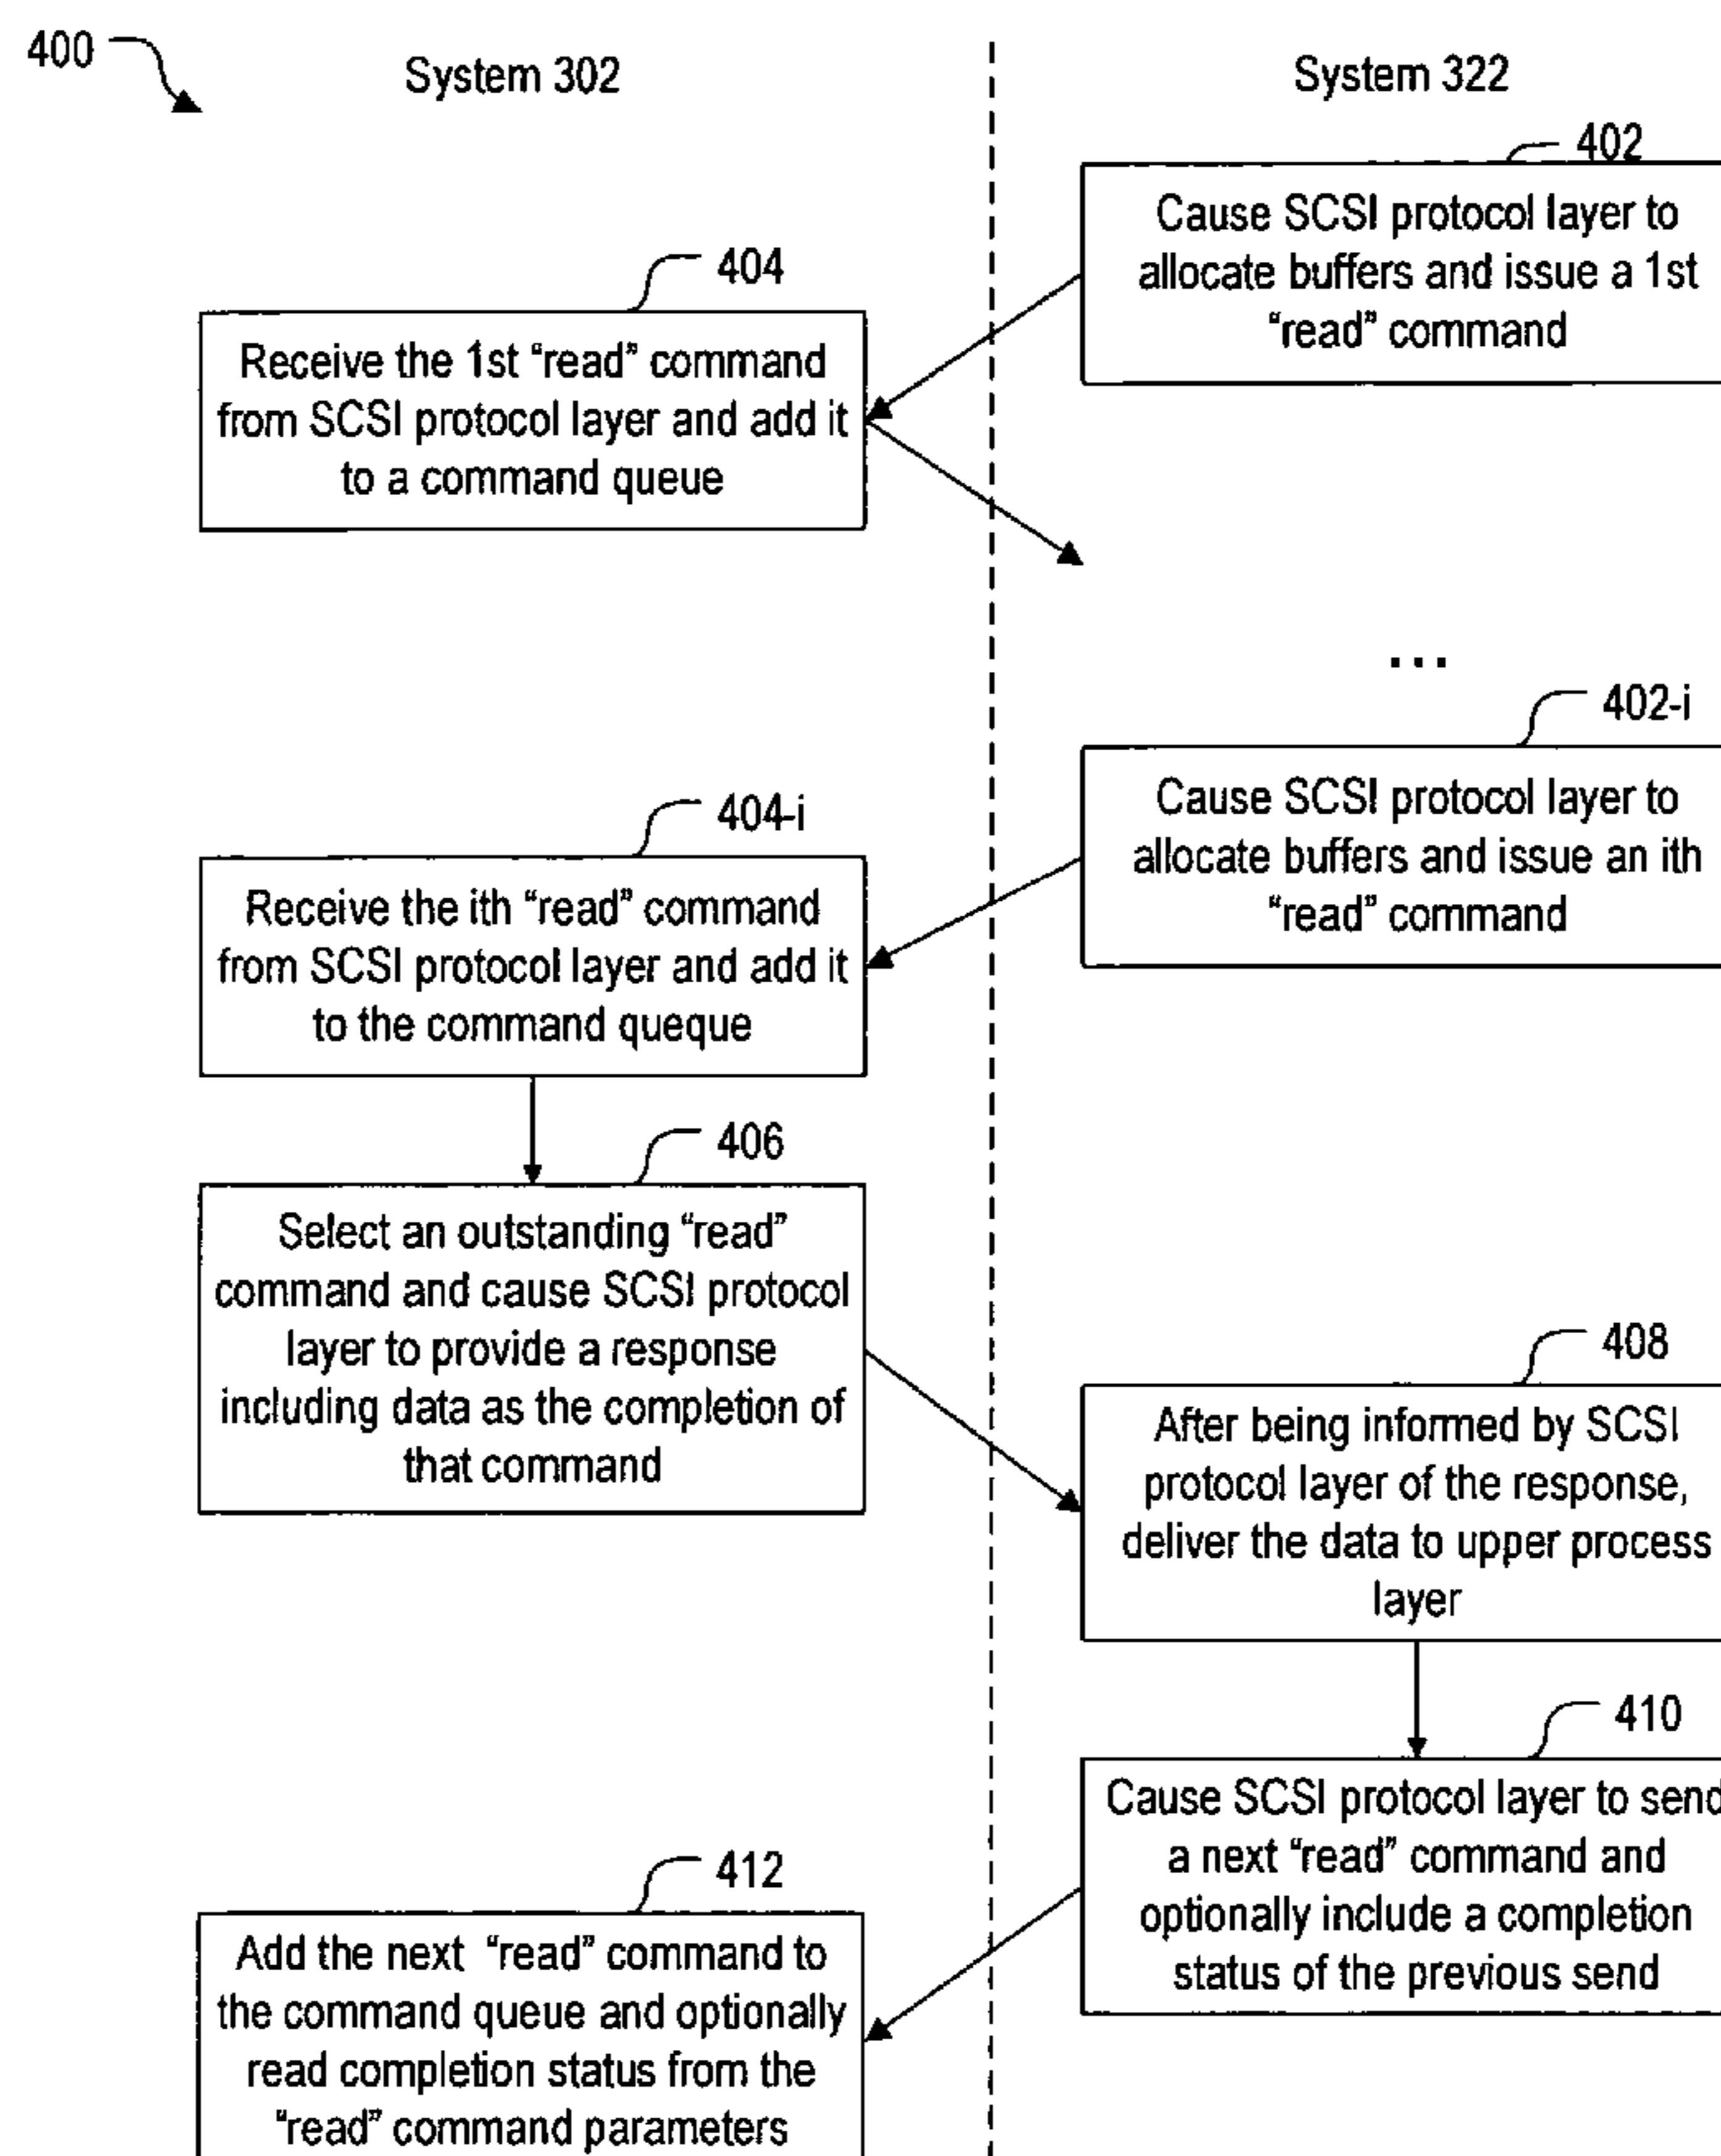 400
System 302
System 322
402
Cause SCSI protocol layer to
allocate buffers and issue a 1st
“read” command
404
Receive the 1st “read” command
from SCSI protocol layer and add it
to a command queue
...
402-i
Cause SCSI protocol layer to
allocate buffers and issue an ith
“read” command
404-i
Receive the ith “read” command
from SCSI protocol layer and add it
to the command queque
406
Select an outstanding “read”
command and cause SCSI protocol
layer to provide a response
including data as the completion of
that command
408
After being informed by SCSI
protocol layer of the response,
deliver the data to upper process
layer
410
Cause SCSI protocol layer to send
a next “read” command and
optionally include a completion
status of the previous send
412
Add the next “read” command to
the command queue and optionally
read completion status from the
“read” command parameters